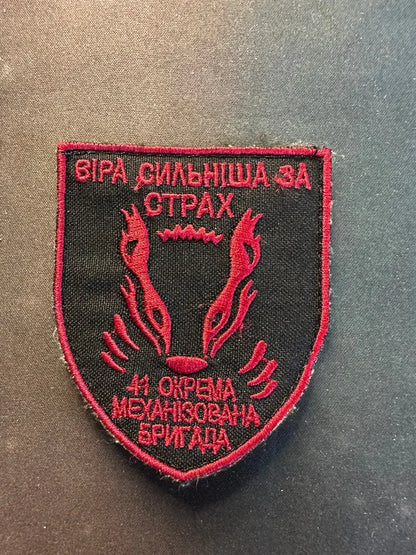 ВІРА СИЛЬНІША ЗА
СТРАХ
41 ОКРЕМА
МЕХАНІЗОВАНА
БРИГАДА